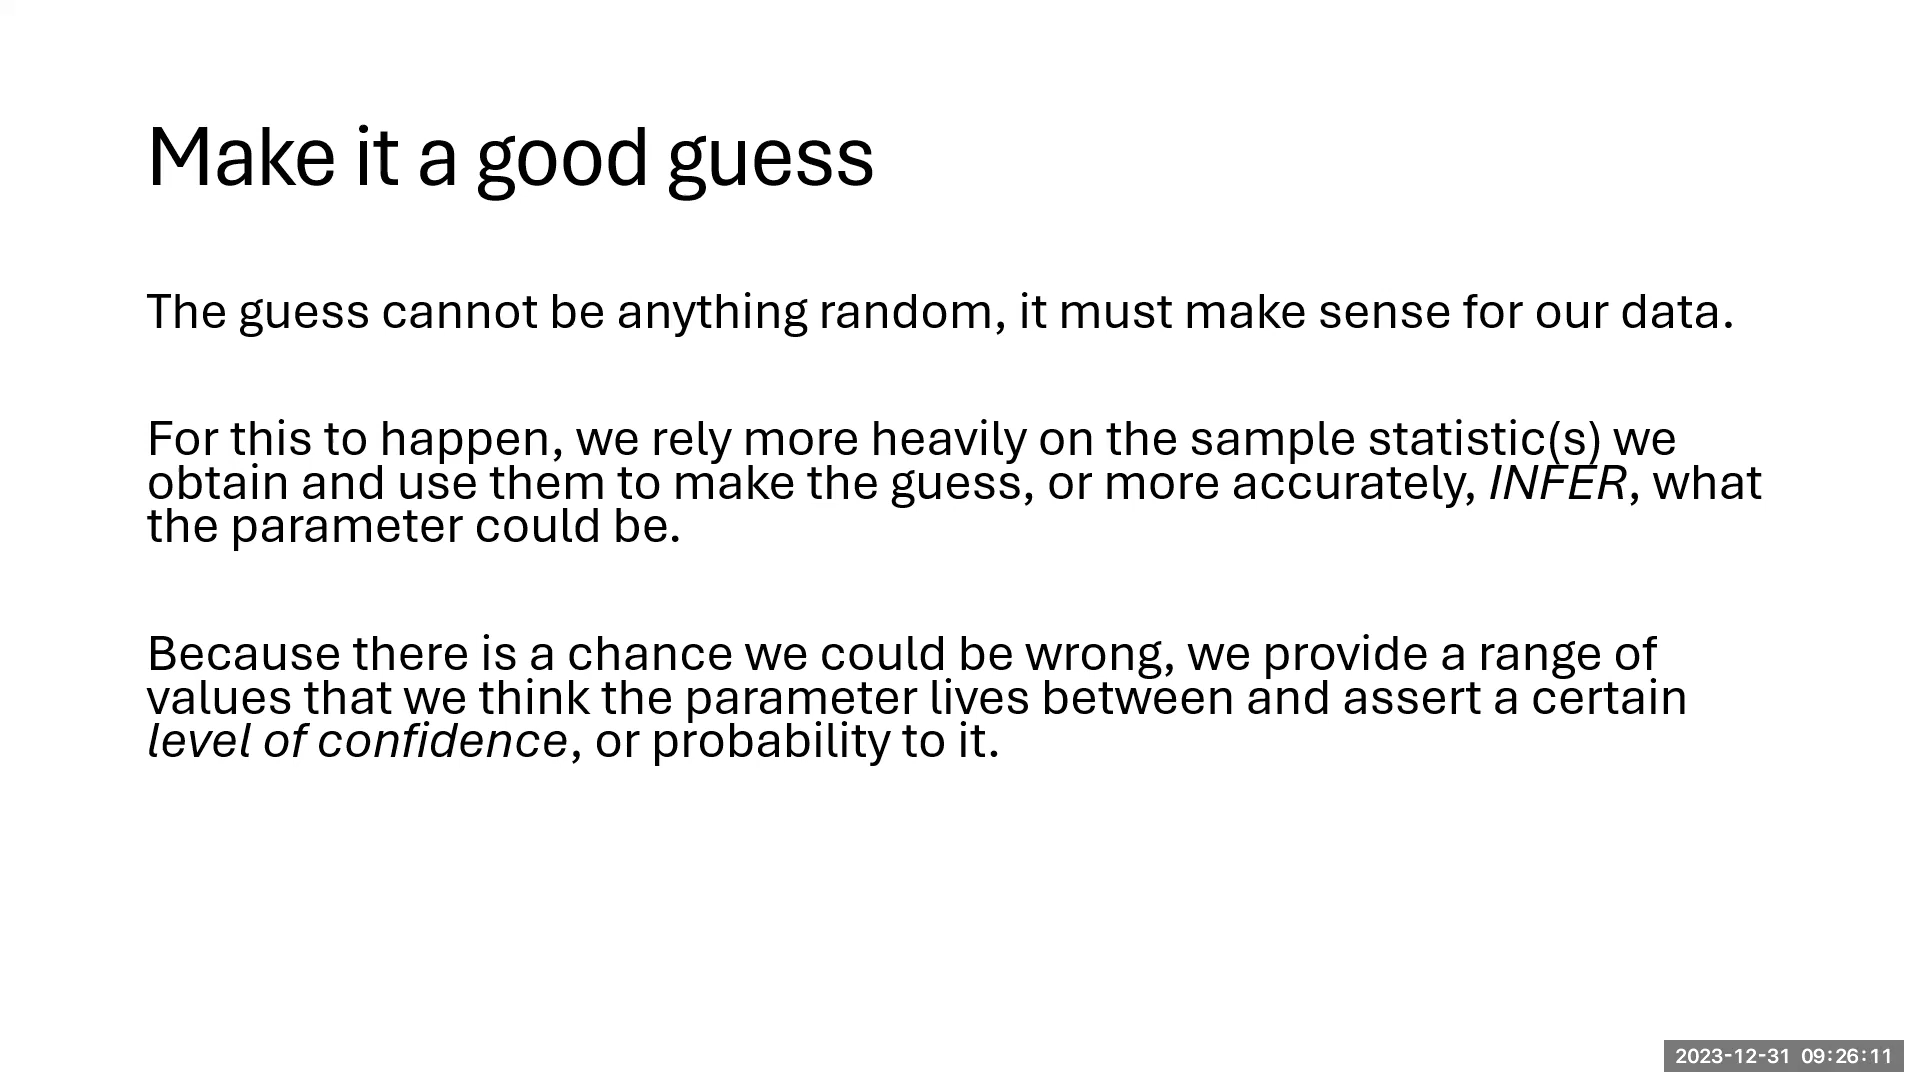 Make it a good guess
The guess cannot be anything random, it must make sense for our data.
For this to happen, we rely more heavily on the sample statistic(s) we
obtain and use them to make the guess, or more accurately, INFER, what
the parameter could be.
Because there is a chance we could be wrong, we provide a range of
values that we think the parameter lives between and assert a certain
level of confidence, or probability to it.
2023-12-31 09:26:11